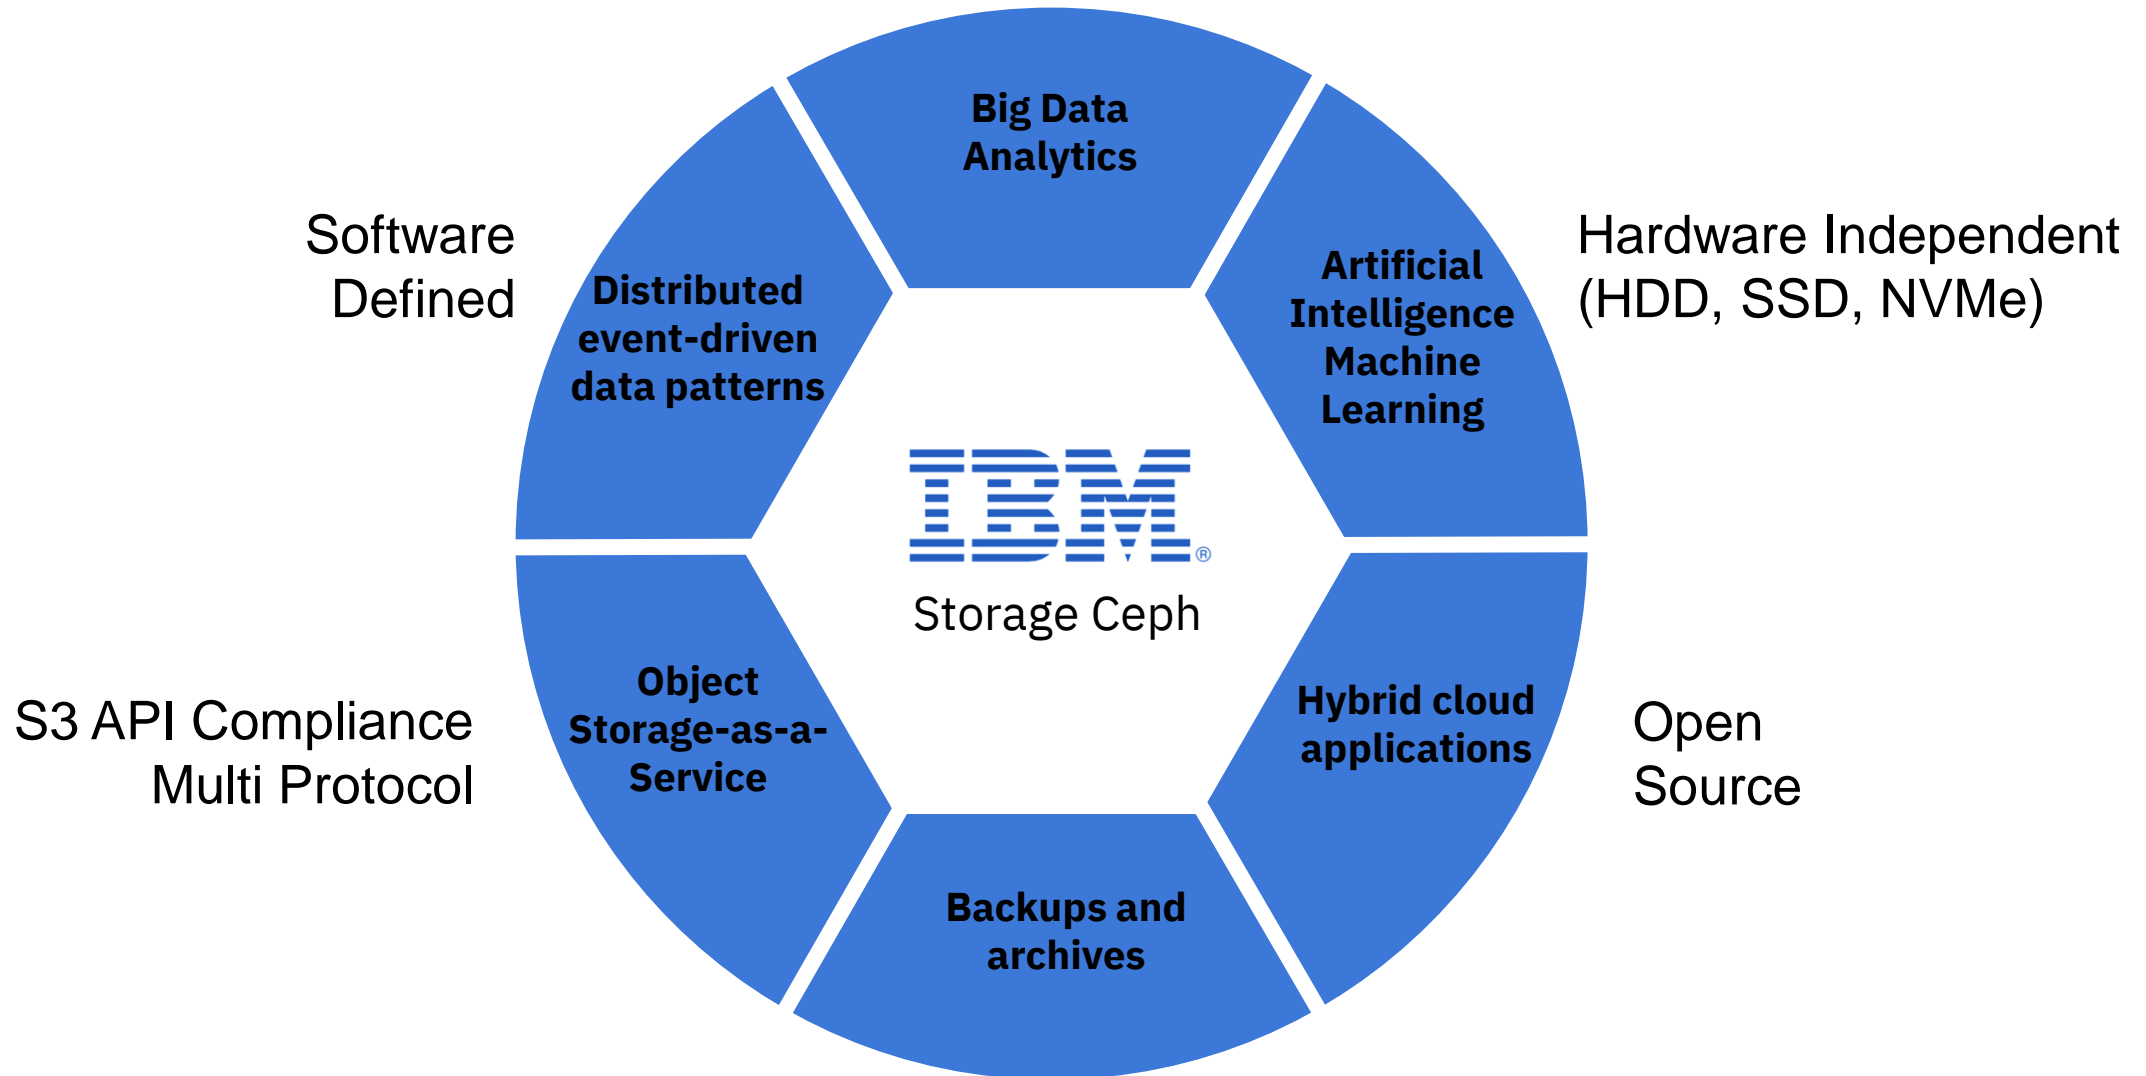 Big Data
Analytics
Software
Defined
Distributed
event-driven
data patterns
Artificial
Intelligence
Machine
Learning
Hardware Independent
(HDD, SSD, NVMe)
IBM®
Storage Ceph
S3 API Compliance
Multi Protocol
Object
Storage-as-a-
Service
Hybrid cloud
applications
Open
Source
Backups and
archives